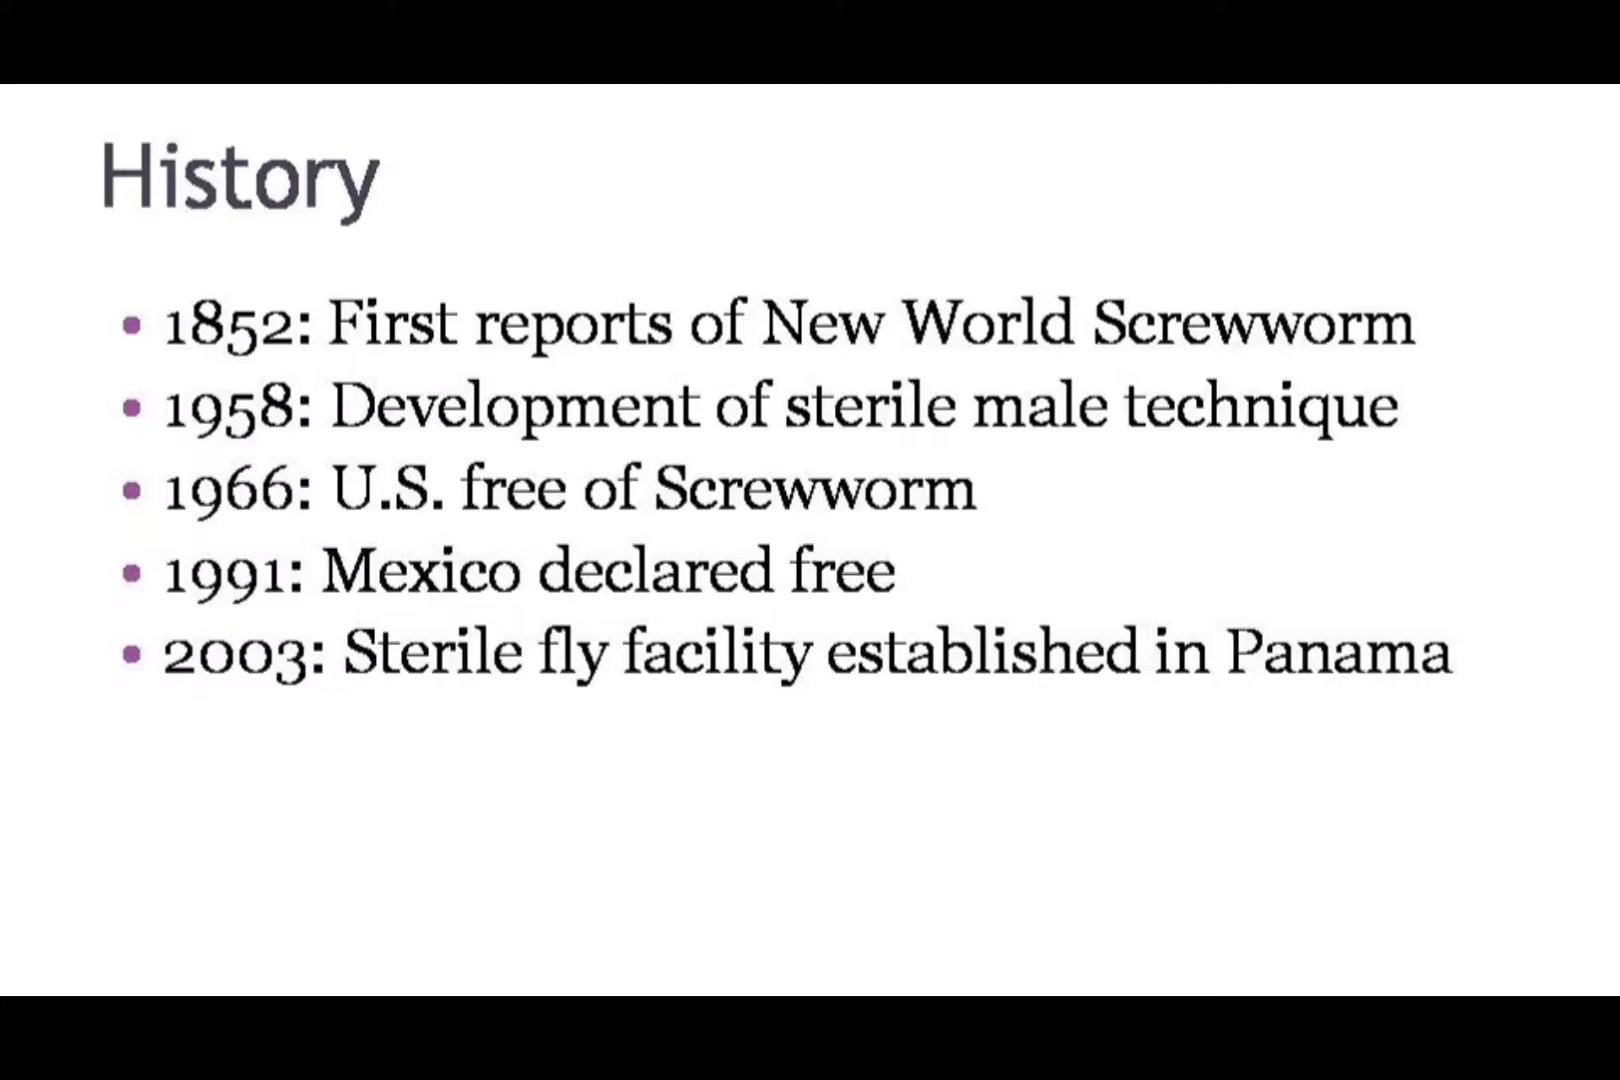 History
• 1852: First reports of New World Screwworm
• 1958: Development of sterile male technique
• 1966: U.S. free of Screwworm
• 1991: Mexico declared free
• 2003: Sterile fly facility established in Panama